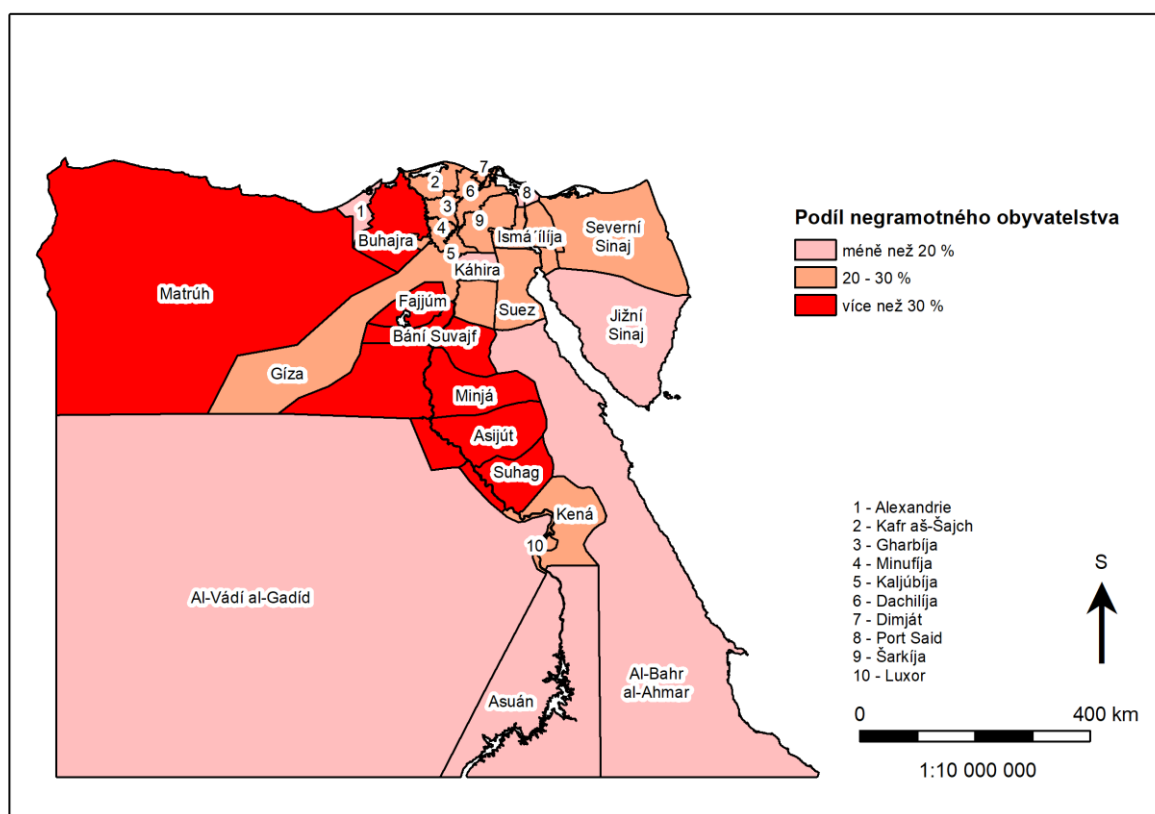 7
2
6
8
1
3
9
4
Buhajra
Ismá´ílíja
Severní
Sinaj
5
Káhira
Matrúh
Fajjúm
Suez
Jižní
Sinaj
Bání Suvajf
Gíza
Minjá
Asijút
Suhag
Kená
10
Al-Vádí al-Gadíd
Asuán
Al-Bahr
al-Ahmar
Podíl negramotného obyvatelstva
méně než 20 %
20 - 30 %
více než 30 %
1 - Alexandrie
2 - Kafr aš-Šajch
3 - Gharbíja
4 - Minufíja
5 - Kaljúbíja
6 - Dachilíja
7 - Dimját
8 - Port Said
9 - Šarkíja
10 - Luxor
S
0 400 km
1:10 000 000